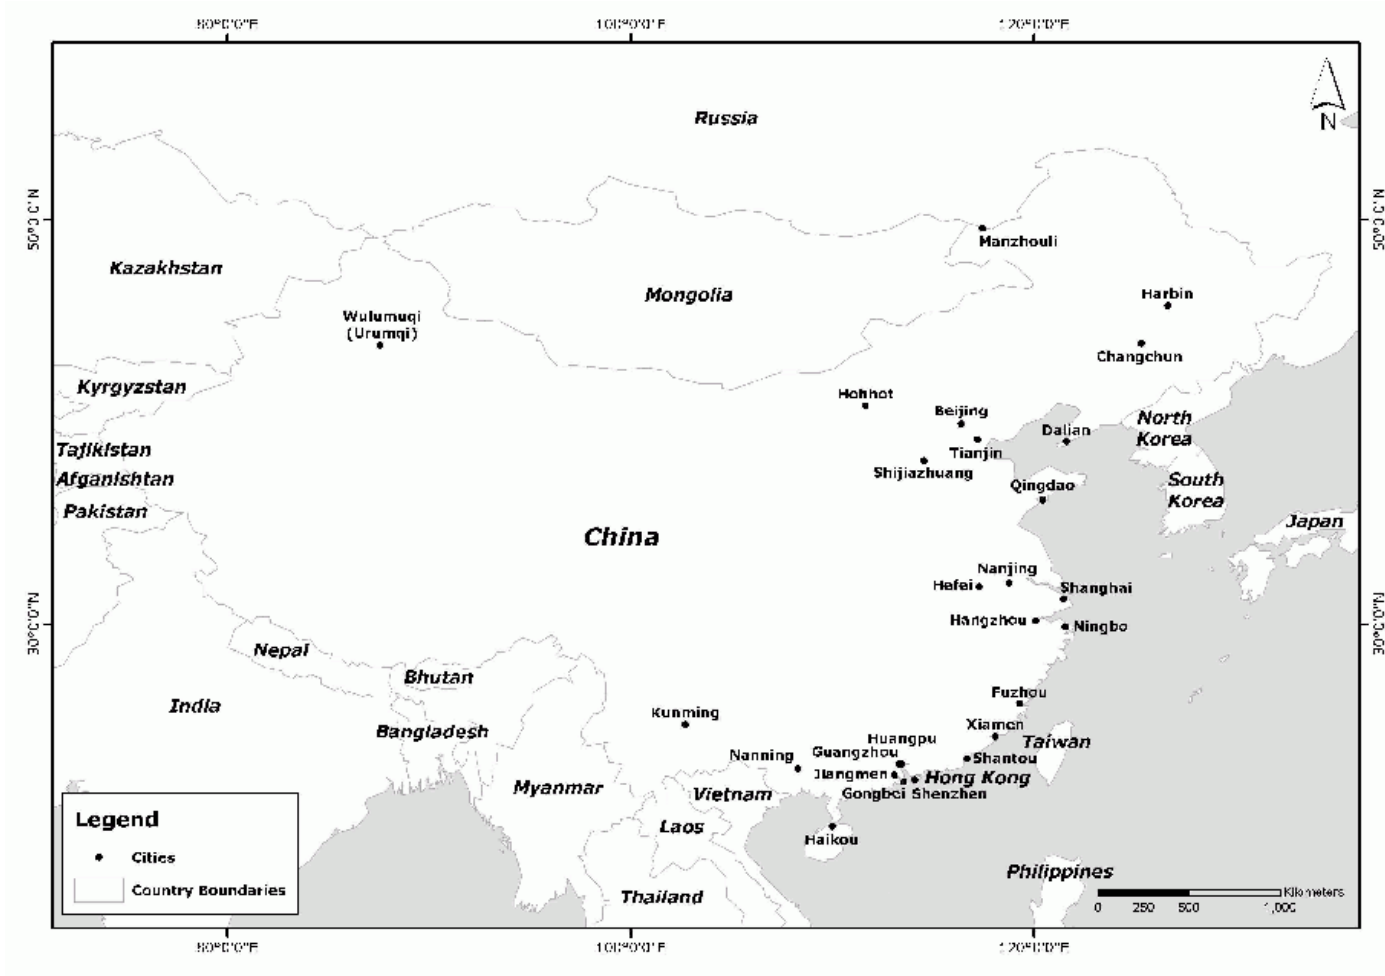 80°0'0"E
100°0'0"E
120°0'0"E
N
Russia
50°0'0"N
50°0'0"N
Manzhouli
Kazakhstan
Mongolia
Harbin
Wulumuqi
(Urumqi)
Changchun
Kyrgyzstan
Hohhot
Beijing
Dalian
North
Korea
Tajikistan
Tianjin
Shijiazhuang
Afganishtan
Qingdao
South
Korea
Pakistan
Japan
China
Nanjing
Hefei
Shanghai
30°0'0"N
30°0'0"N
Hangzhou
Ningbo
Nepal
Bhutan
Fuzhou
India
Kunming
Xiamen
Bangladesh
Huangpu
Taiwan
Guangzhou
Nanning
Shantou
Jiangmen
Hong Kong
Myanmar
Vietnam
Gongbei Shenzhen
Legend
Laos
Haikou
Cities
Philippines
Country Boundaries
Thailand
Kilometers
0 250 500 1,000
80°0'0"E
100°0'0"E
120°0'0"E